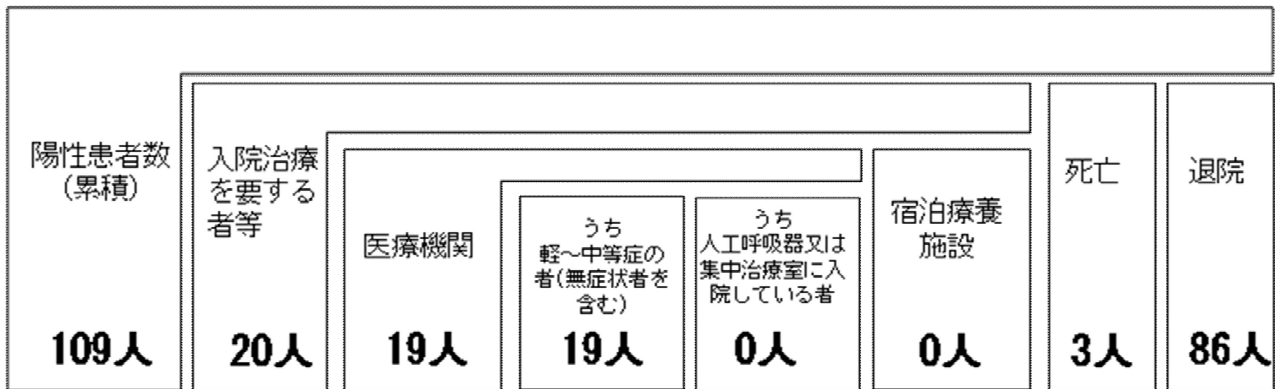 陽性患者数
(累積)
109人
入院治療
を要する
者等
20人
医療機関
19人
うち
軽～中等症の
者(無症状者を
含む)
19人
うち
人工呼吸器又は
集中治療室に入
院している者
0人
宿泊療養
施設
0人
死亡
3人
退院
86人